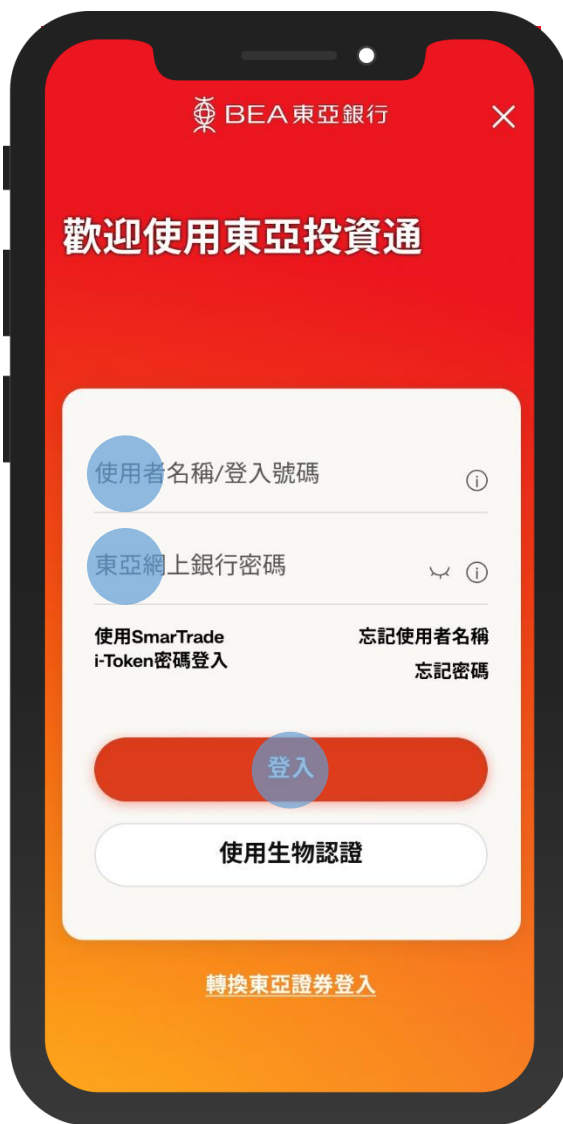 BEA東亞銀行
歡迎使用東亞投資通
使用者名稱/登入號碼
東亞網上銀行密碼
使用SmarTrade
i-Token密碼登入
忘記使用者名稱
忘記密碼
登入
使用生物認證
轉換東亞證券登入